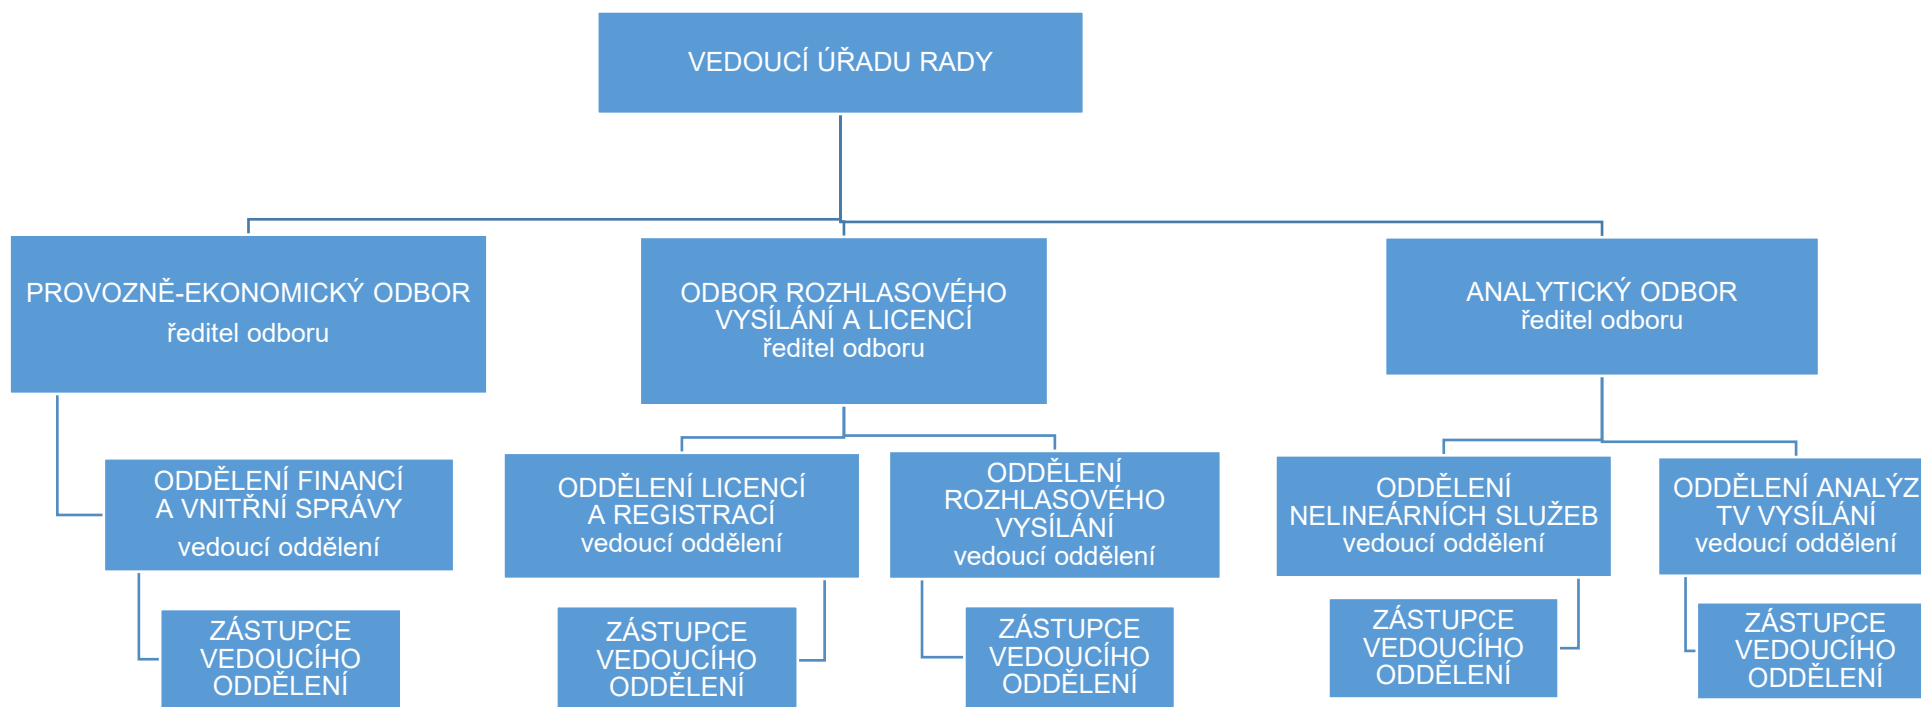 VEDOUCÍ ÚŘADU RADY
PROVOZNĚ-EKONOMICKÝ ODBOR
ředitel odboru
ODBOR ROZHLASOVÉHO
VYSÍLÁNÍ A LICENCÍ
ředitel odboru
ANALYTICKÝ ODBOR
ředitel odboru
ODDĚLENÍ FINANCÍ
A VNITŘNÍ SPRÁVY
vedoucí oddělení
ODDĚLENÍ LICENCÍ
A REGISTRACÍ
vedoucí oddělení
ODDĚLENÍ
ROZHLASOVÉHO
VYSÍLÁNÍ
vedoucí oddělení
ODDĚLENÍ
NELINEÁRNÍCH SLUŽEB
vedoucí oddělení
ODDĚLENÍ ANALÝZ
TV VYSÍLÁNÍ
vedoucí oddělení
ZÁSTUPCE
VEDOUCÍHO
ODDĚLENÍ
ZÁSTUPCE
VEDOUCÍHO
ODDĚLENÍ
ZÁSTUPCE
VEDOUCÍHO
ODDĚLENÍ
ZÁSTUPCE
VEDOUCÍHO
ODDĚLENÍ
ZÁSTUPCE
VEDOUCÍHO
ODDĚLENÍ